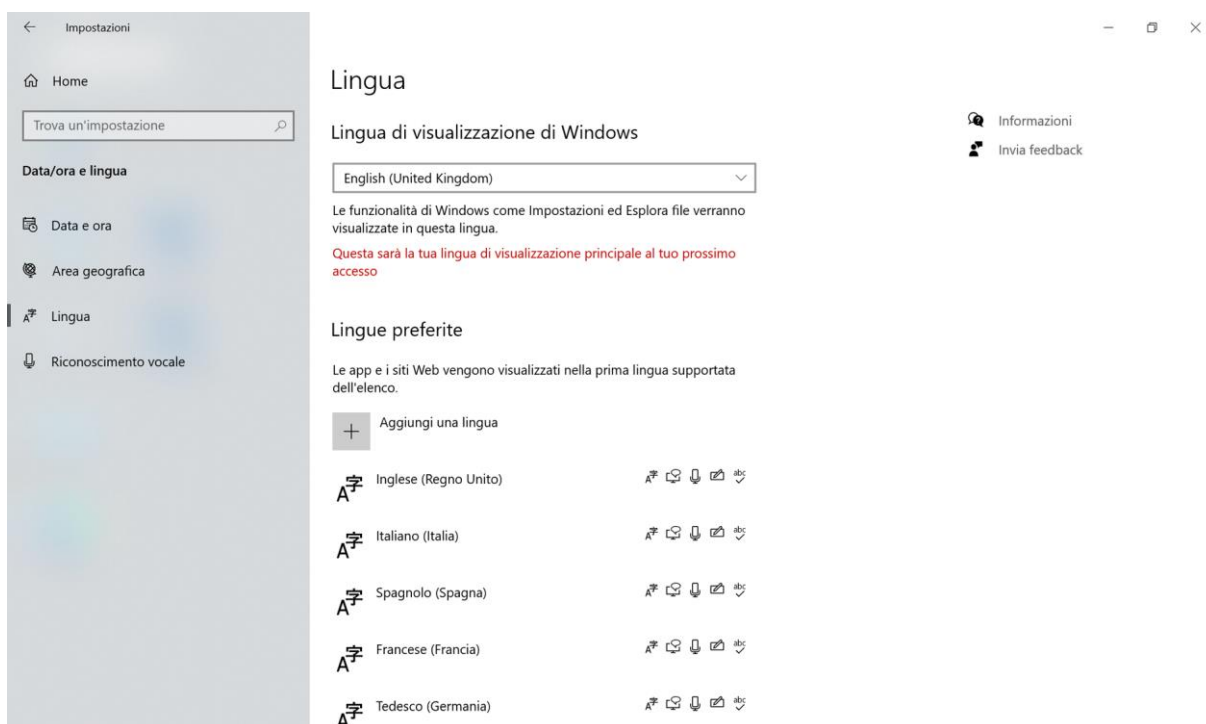 Impostazioni
Home
Trova un'impostazione
Data/ora e lingua
Data e ora
Area geografica
Lingua
Riconoscimento vocale
Lingua
Lingua di visualizzazione di Windows
English (United Kingdom)
Le funzionalità di Windows come Impostazioni ed Esplora file verranno
visualizzate in questa lingua.
Questa sarà la tua lingua di visualizzazione principale al tuo prossimo
accesso
Lingue preferite
Le app e i siti Web vengono visualizzati nella prima lingua supportata
dell'elenco.
Aggiungi una lingua
Inglese (Regno Unito)
Italiano (Italia)
Spagnolo (Spagna)
Francese (Francia)
Tedesco (Germania)
Informazioni
Invia feedback